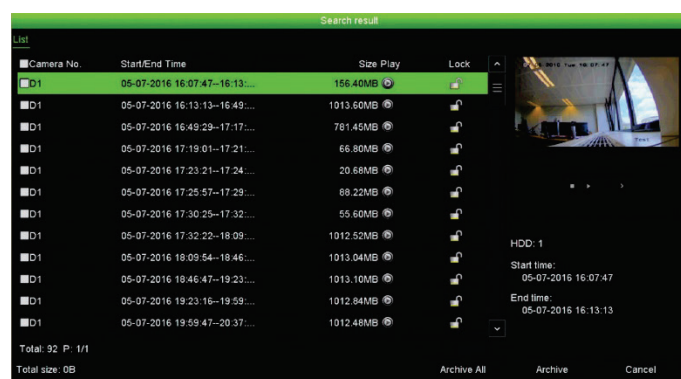 Search result
List
Camera No. Start/End Time Size Play Lock
D1 05-07-2016 16:07:47--16:13:... 156.40MB
D1 05-07-2016 16:13:13--16:49:... 1013.60MB
D1 05-07-2016 16:49:29--17:17:... 781.45MB
D1 05-07-2016 17:19:01--17:21:... 66.80MB
D1 05-07-2016 17:23:21--17:24:... 20.68MB
D1 05-07-2016 17:25:57--17:29:... 88.22MB
D1 05-07-2016 17:30:25--17:32:... 55.60MB
D1 05-07-2016 17:32:22--18:09:... 1012.52MB
D1 05-07-2016 18:09:54--18:46:... 1013.04MB
D1 05-07-2016 18:46:47--19:23:... 1013.10MB
D1 05-07-2016 19:23:16--19:59:... 1012.84MB
D1 05-07-2016 19:59:47--20:37:... 1012.48MB
2016 Tue 16:07:47
Test
HDD: 1
Start time:
05-07-2016 16:07:47
End time:
05-07-2016 16:13:13
Total: 92 P: 1/1
Total size: 0B
Archive All Archive Cancel